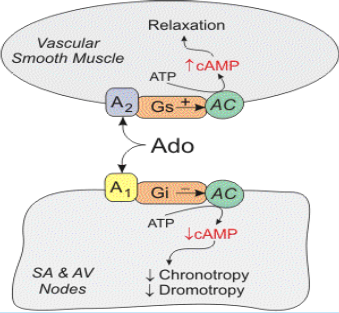 Relaxation
Vascular
Smooth Muscle
↑cAMP
ATP
A2
Gs
+
AC
Ado
A1
Gi
−
AC
ATP
↓cAMP
SA & AV
Nodes
↓ Chronotropy
↓ Dromotropy